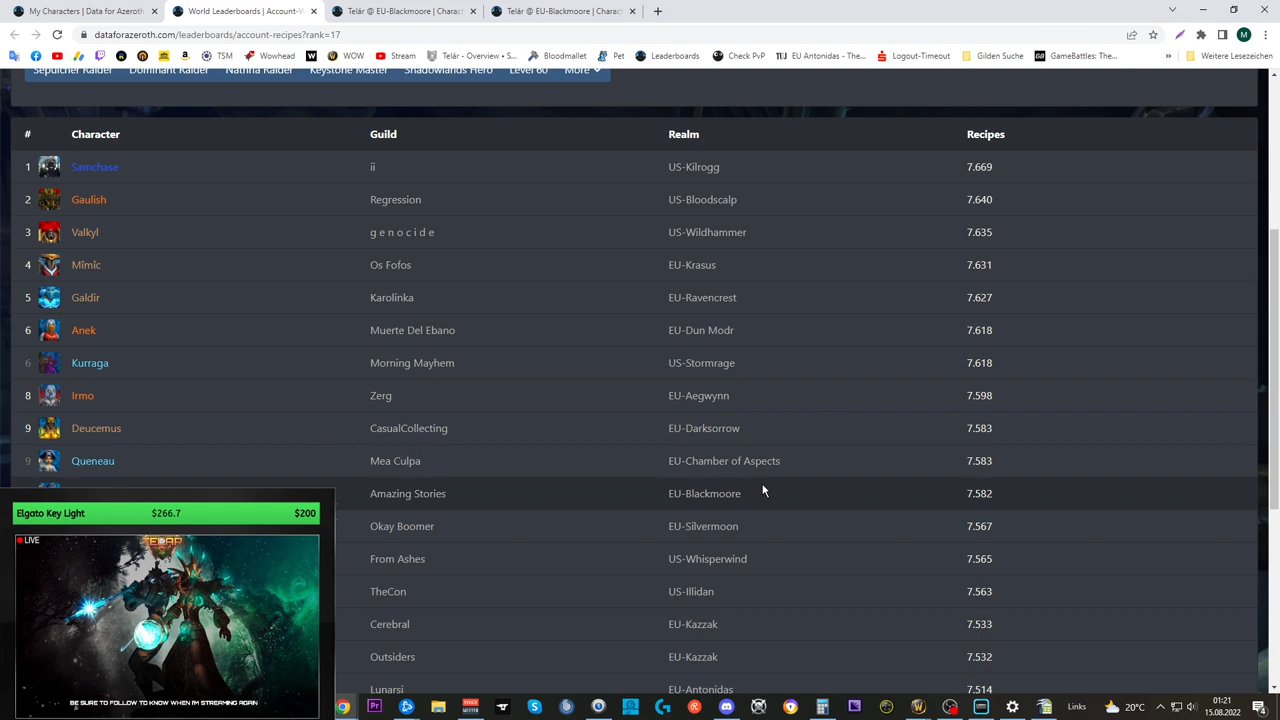 My Characters | Data for Azeroth
World Leaderboards | Account-W
Telár @ EU-Blackmoore | Charact
Telár @ EU-Blackmoore | Charact
dataforazeroth.com/leaderboards/account-recipes?rank=17
M
TSM
Wowhead
W
WOW
Stream
Telár - Overview • S...
Bloodmallet
Pet
Leaderboards
Check PvP
EU Antonidas - The...
Logout-Timeout
Gilden Suche
GB
GameBattles: The...
»
Weitere Lesezeichen
Sepulcher Raider Dominant Raider Nathria Raider Keystone Master Shadowlands Hero Level 60 More
# Character Guild Realm Recipes
1 Samchase ii US-Kilrogg 7.669
2 Gaulish Regression US-Bloodscalp 7.640
3 Valkyl g e n o c i d e US-Wildhammer 7.635
4 Mîmîc Os Fofos EU-Krasus 7.631
5 Galdir Karolinka EU-Ravencrest 7.627
6 Anek Muerte Del Ebano EU-Dun Modr 7.618
6 Kurraga Morning Mayhem US-Stormrage 7.618
8 Irmo Zerg EU-Aegwynn 7.598
9 Deucemus CasualCollecting EU-Darksorrow 7.583
9 Queneau Mea Culpa EU-Chamber of Aspects 7.583
Amazing Stories EU-Blackmoore 7.582
Okay Boomer EU-Silvermoon 7.567
From Ashes US-Whisperwind 7.565
TheCon US-Illidan 7.563
Cerebral EU-Kazzak 7.533
Outsiders EU-Kazzak 7.532
Lunarsi EU-Antonidas 7.514
Elgato Key Light $266.7 $200
LIVE
TELAR
BE SURE TO FOLLOW TO KNOW WHEN I'M STREAMING AGAIN
Pr
Links
20°C
01:21
15.08.2022